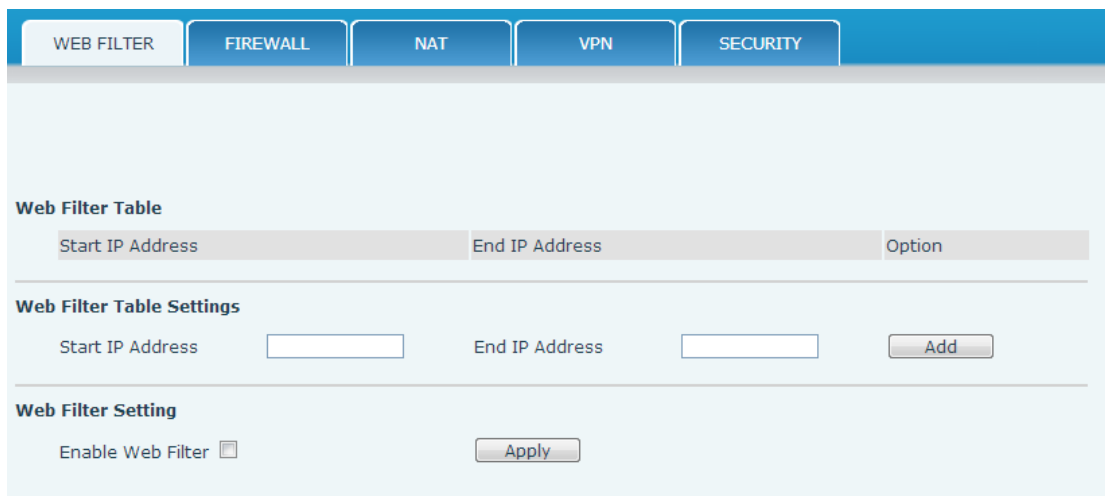 WEB FILTER FIREWALL NAT VPN SECURITY
Web Filter Table
Start IP Address End IP Address Option
Web Filter Table Settings
Start IP Address End IP Address Add
Web Filter Setting
Enable Web Filter Apply